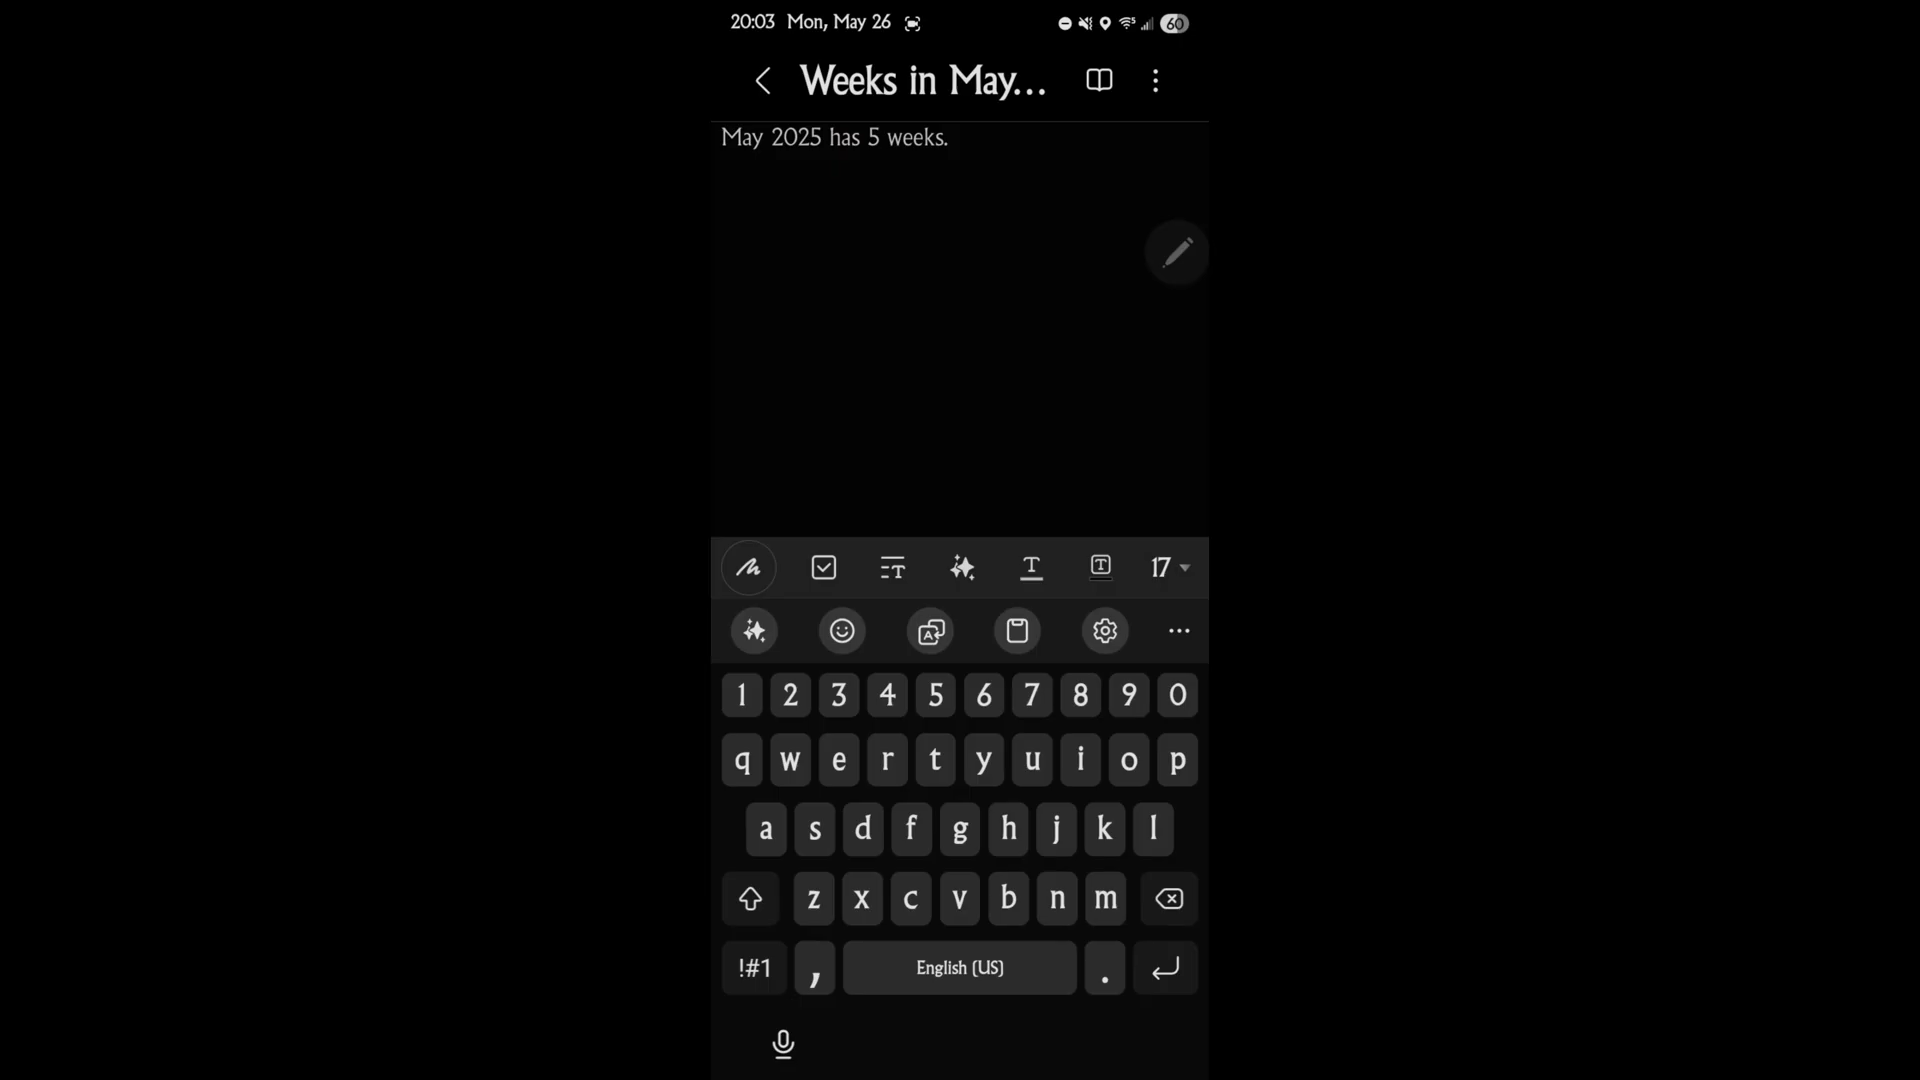 20:03 Mon, May 26 60
Weeks in May...
May 2025 has 5 weeks.
17
1 2 3 4 5 6 7 8 9 0
q w e r t y u i o p
a s d f g h j k l
z x c v b n m
!#1 , English (US) .